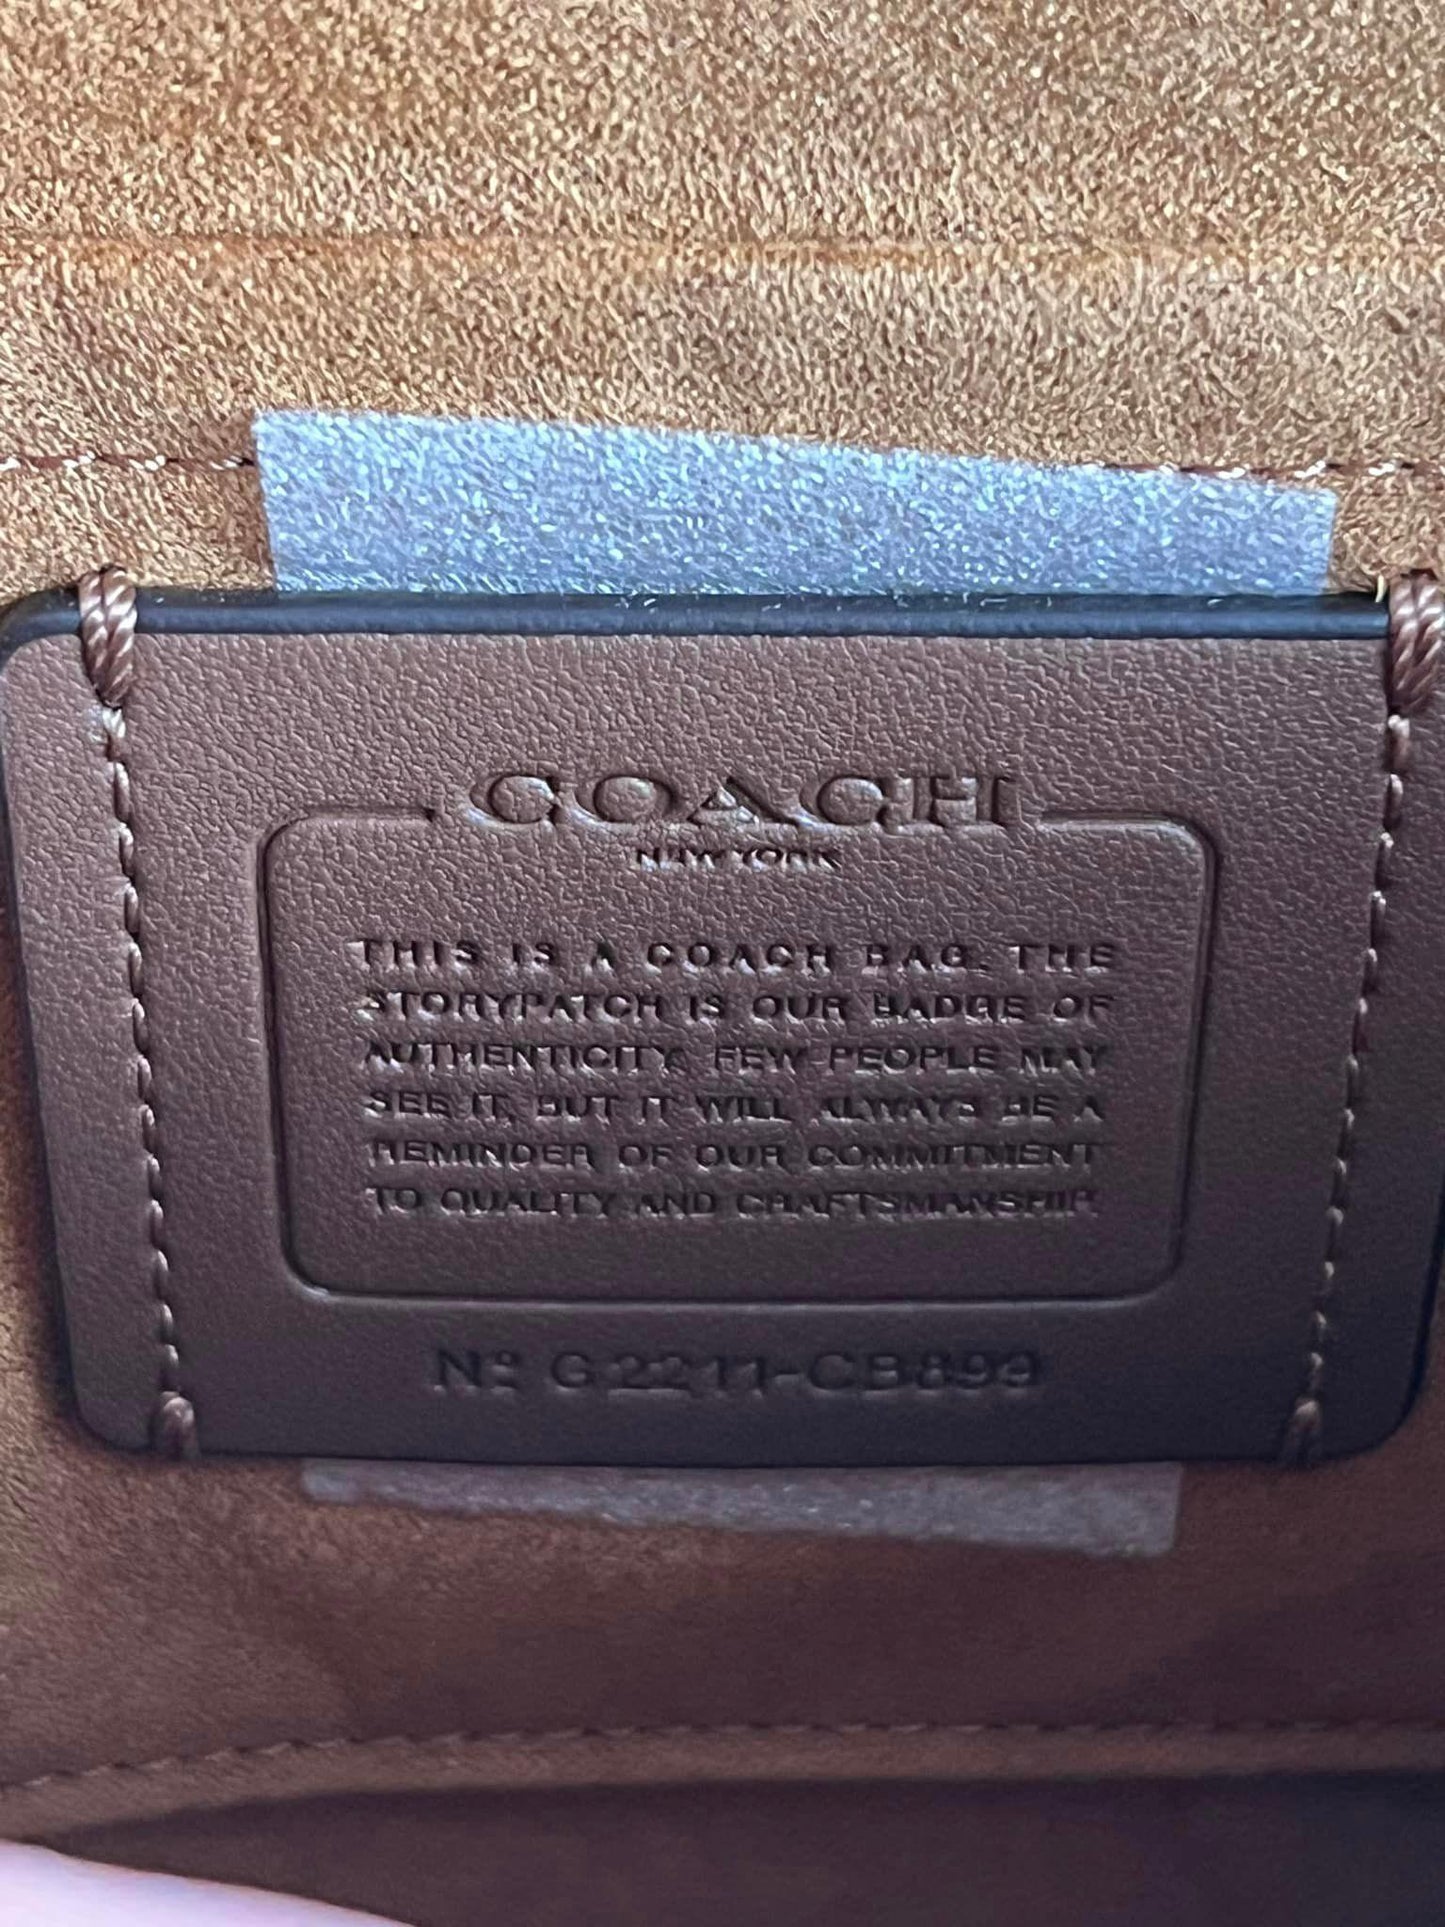 COACH
NEW YORK
THIS IS A COACH BAG. THE
STORYPATCH IS OUR BADGE OF
AUTHENTICITY. FEW PEOPLE MAY
SEE IT, BUT IT WILL ALWAYS BE A
REMINDER OF OUR COMMITMENT
TO QUALITY AND CRAFTSMANSHIP.
Nº G2211-CB899